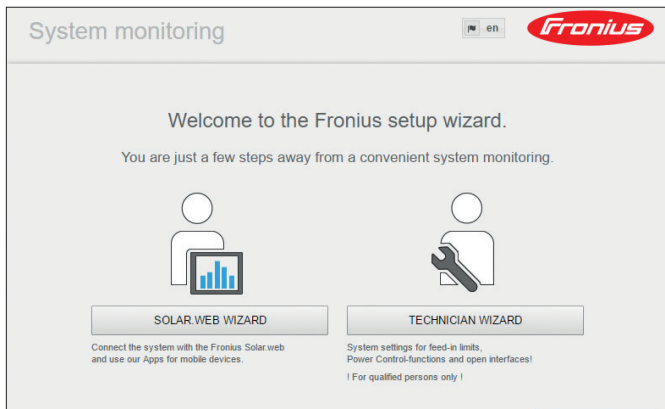 System monitoring
en
Fronius
Welcome to the Fronius setup wizard.
You are just a few steps away from a convenient system monitoring.
SOLAR.WEB WIZARD
Connect the system with the Fronius Solar.web
and use our Apps for mobile devices.
TECHNICIAN WIZARD
System settings for feed-in limits,
Power Control-functions and open interfaces!
! For qualified persons only !